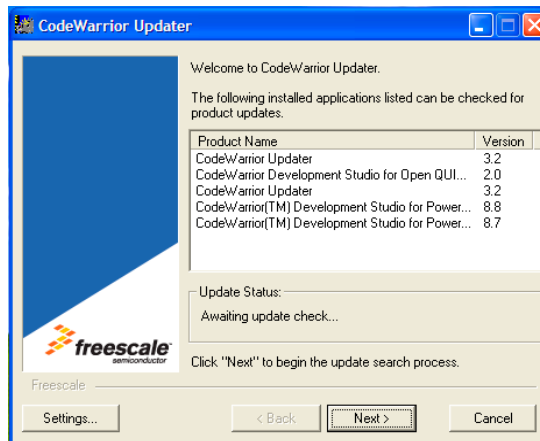 CodeWarrior Updater
Welcome to CodeWarrior Updater.
The following installed applications listed can be checked for
product updates.
Product Name Version
CodeWarrior Updater 3.2
CodeWarrior Development Studio for Open QUI... 2.0
CodeWarrior Updater 3.2
CodeWarrior(TM) Development Studio for Power... 8.8
CodeWarrior(TM) Development Studio for Power... 8.7
Update Status:
Awaiting update check...
freescale
semiconductor
Click "Next" to begin the update search process.
Freescale
Settings... < Back Next > Cancel